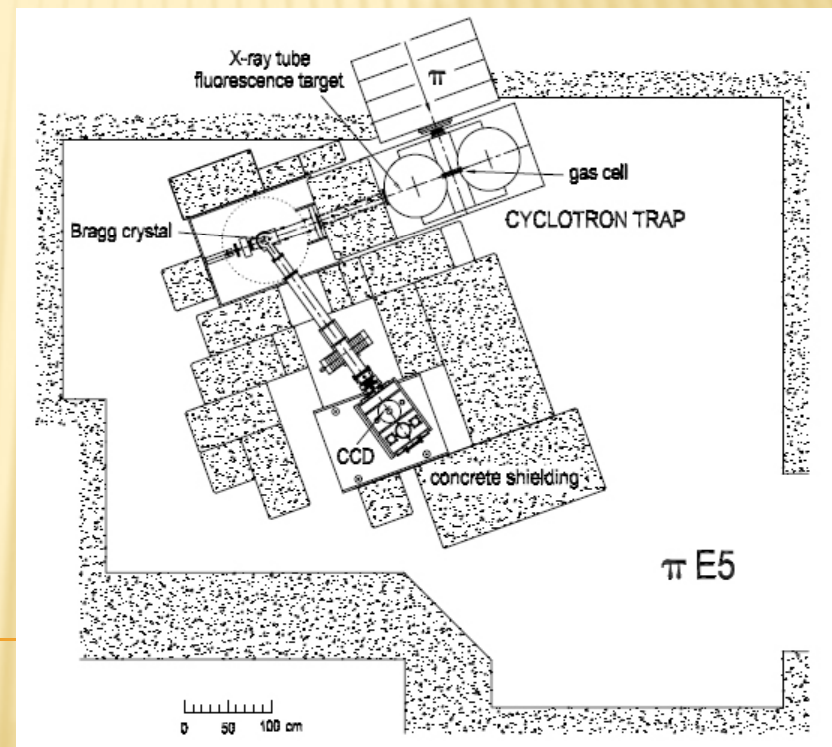 X-ray tube
fluorescence target
π
gas cell
CYCLOTRON TRAP
Bragg crystal
CCD
concrete shielding
π E5
0 50 100 cm